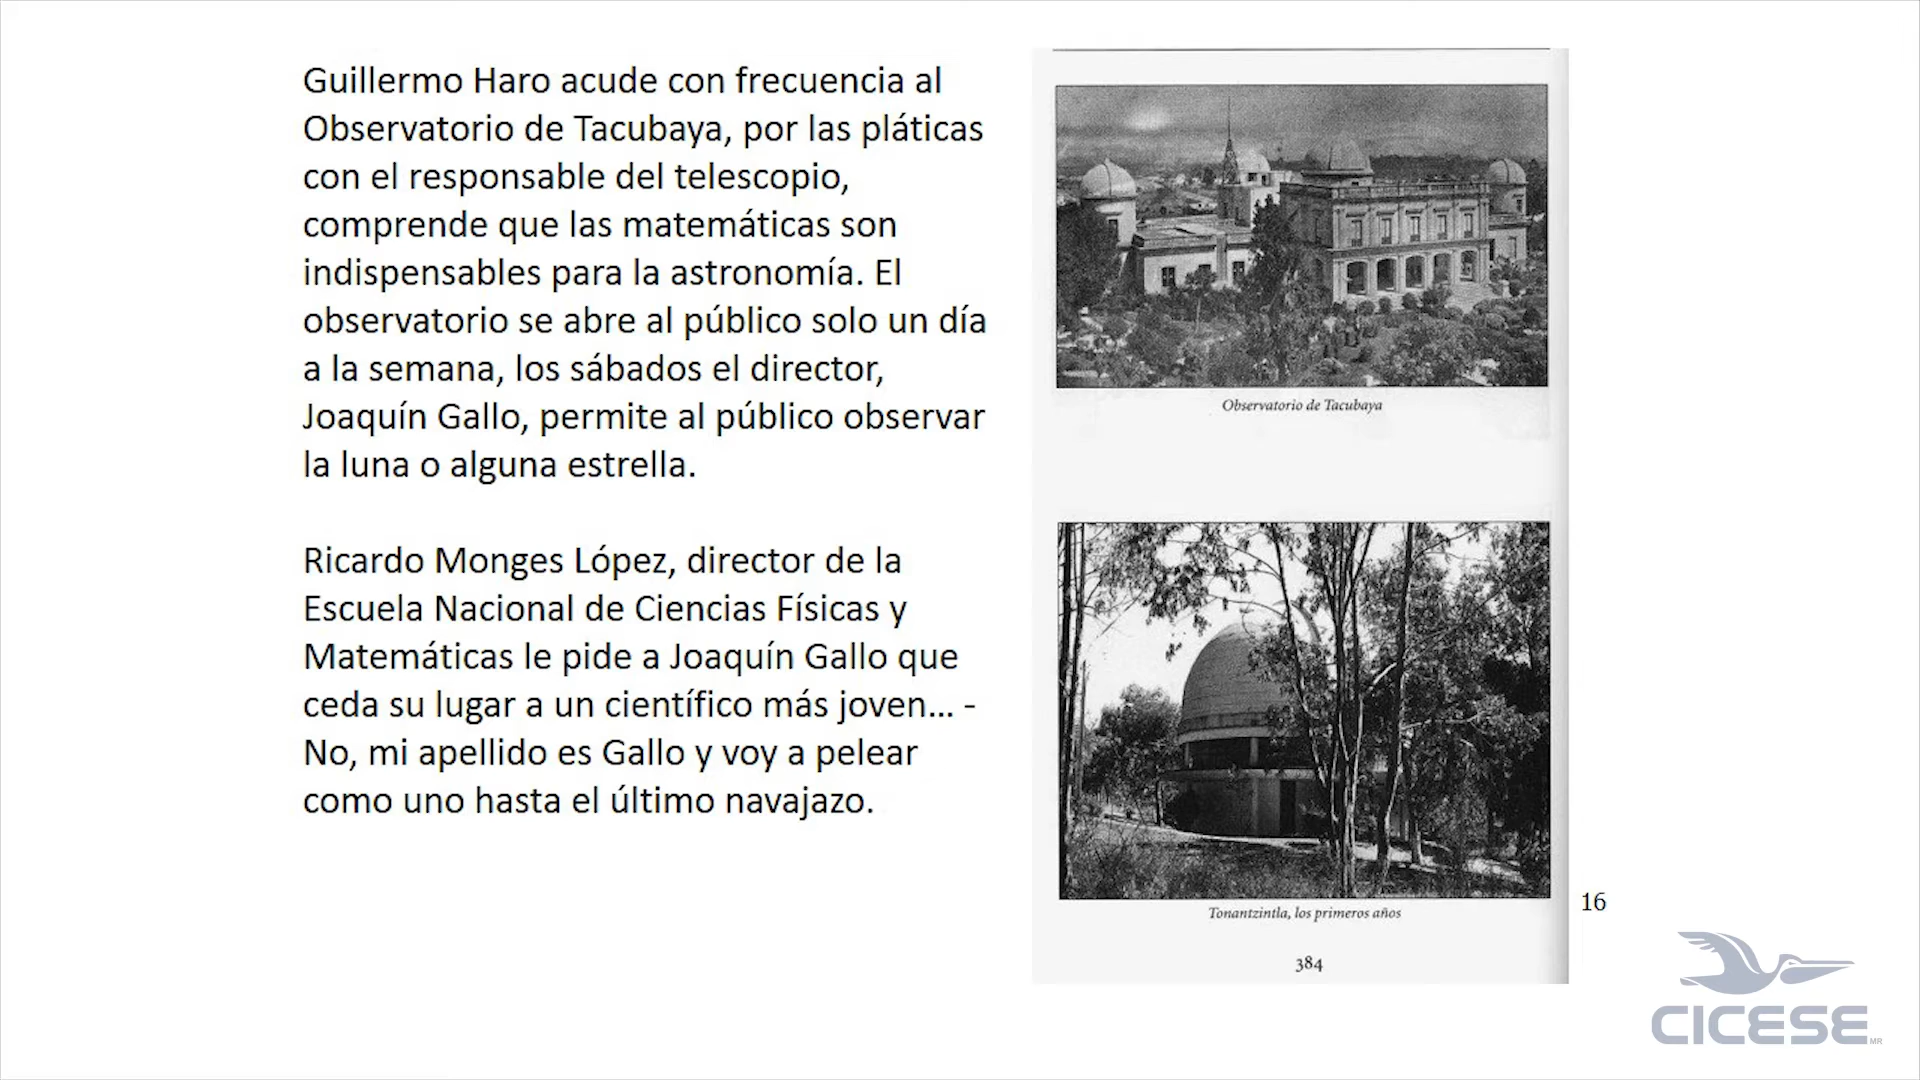 Guillermo Haro acude con frecuencia al
Observatorio de Tacubaya, por las pláticas
con el responsable del telescopio,
comprende que las matemáticas son
indispensables para la astronomía. El
observatorio se abre al público solo un día
a la semana, los sábados el director,
Joaquín Gallo, permite al público observar
la luna o alguna estrella.
Ricardo Monges López, director de la
Escuela Nacional de Ciencias Físicas y
Matemáticas le pide a Joaquín Gallo que
ceda su lugar a un científico más joven... -
No, mi apellido es Gallo y voy a pelear
como uno hasta el último navajazo.
Observatorio de Tacubaya
Tonantzintla, los primeros años
384
16
CICESE
MR